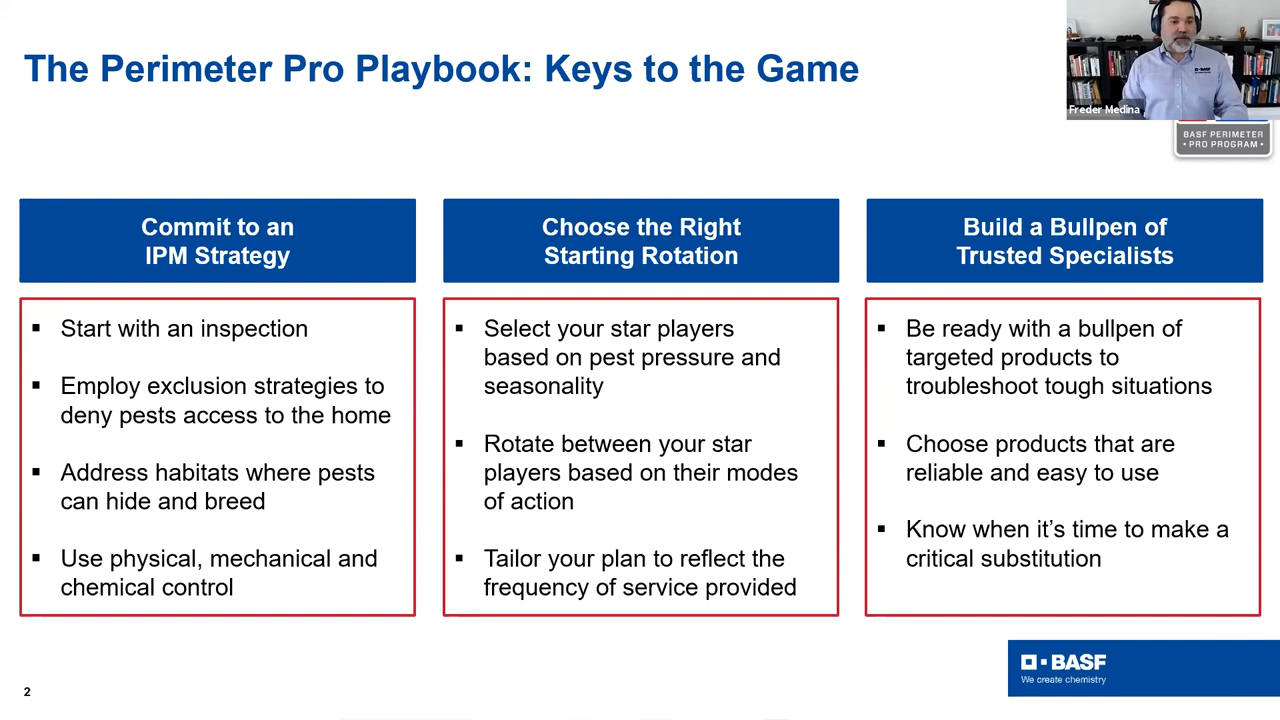 The Perimeter Pro Playbook: Keys to the Game
BASF
Freder Medina
BASF PERIMETER
• PRO PROGRAM •
Commit to an
IPM Strategy
▪ Start with an inspection
▪ Employ exclusion strategies to
deny pests access to the home
▪ Address habitats where pests
can hide and breed
▪ Use physical, mechanical and
chemical control
Choose the Right
Starting Rotation
▪ Select your star players
based on pest pressure and
seasonality
▪ Rotate between your star
players based on their modes
of action
▪ Tailor your plan to reflect the
frequency of service provided
Build a Bullpen of
Trusted Specialists
▪ Be ready with a bullpen of
targeted products to
troubleshoot tough situations
▪ Choose products that are
reliable and easy to use
▪ Know when it’s time to make a
critical substitution
BASF
We create chemistry
2